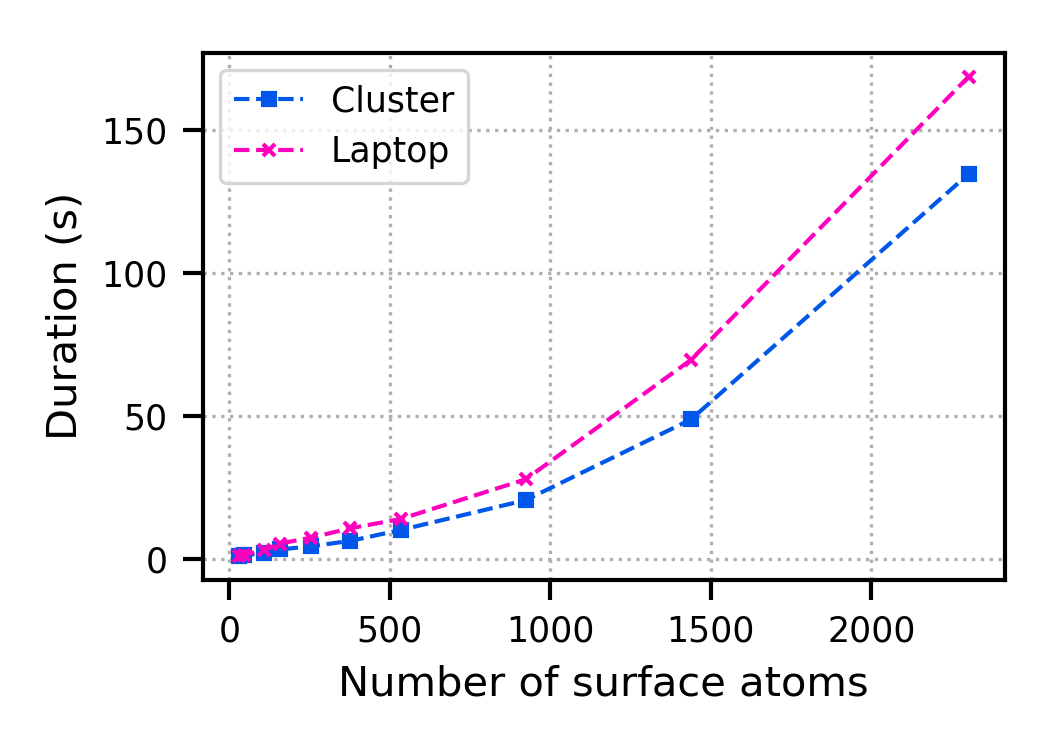 Cluster
Laptop
150
100
50
0
Duration (s)
0 500 1000 1500 2000
Number of surface atoms